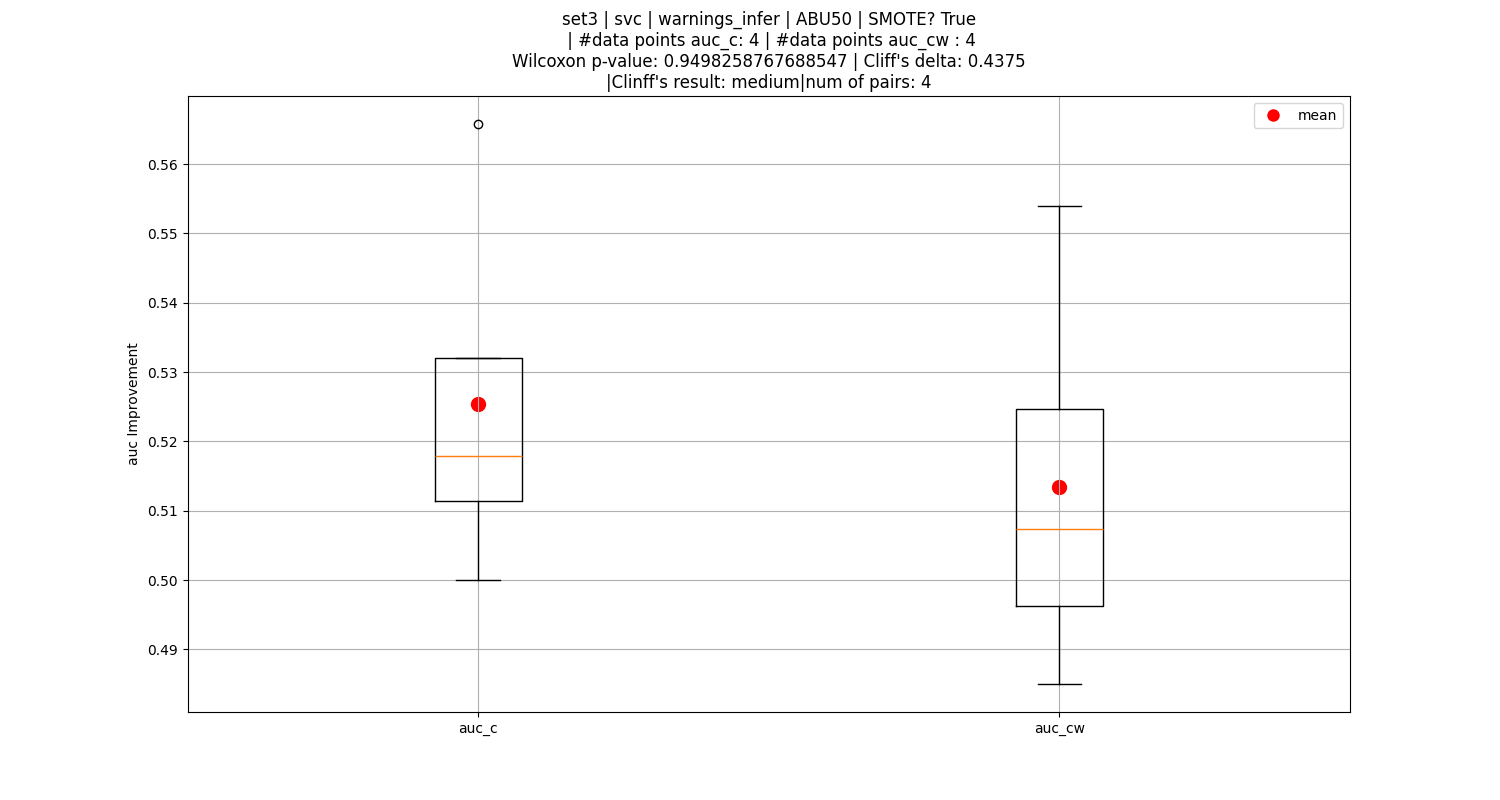 set3 | svc | warnings_infer | ABU50 | SMOTE? True
| #data points auc_c: 4 | #data points auc_cw : 4
Wilcoxon p-value: 0.9498258767688547 | Cliff's delta: 0.4375
|Clinff's result: medium|num of pairs: 4
mean
0.56
0.55
0.54
0.53
0.52
0.51
0.50
0.49
auc Improvement
auc_c
auc_cw